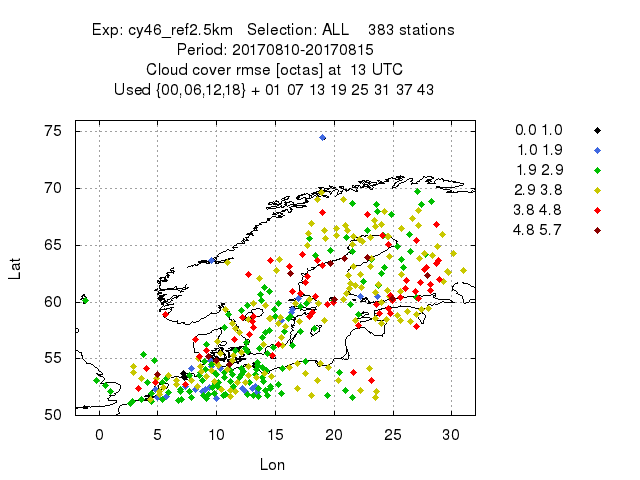 Exp: cy46_ref2.5km Selection: ALL 383 stations
Period: 20170810-20170815
Cloud cover rmse [octas] at 13 UTC
Used {00,06,12,18} + 01 07 13 19 25 31 37 43
75
70
65
60
55
50
Lat
0 5 10 15 20 25 30
Lon
0.0 1.0
1.0 1.9
1.9 2.9
2.9 3.8
3.8 4.8
4.8 5.7